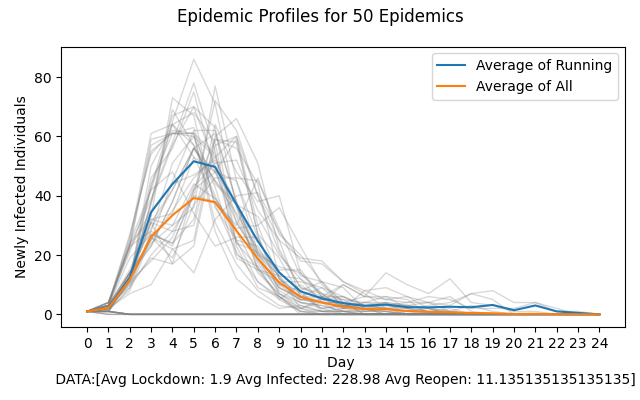 Epidemic Profiles for 50 Epidemics
Average of Running
Average of All
Newly Infected Individuals
80
60
40
20
0
0 1 2 3 4 5 6 7 8 9 10 11 12 13 14 15 16 17 18 19 20 21 22 23 24
Day
DATA:[Avg Lockdown: 1.9 Avg Infected: 228.98 Avg Reopen: 11.135135135135135]